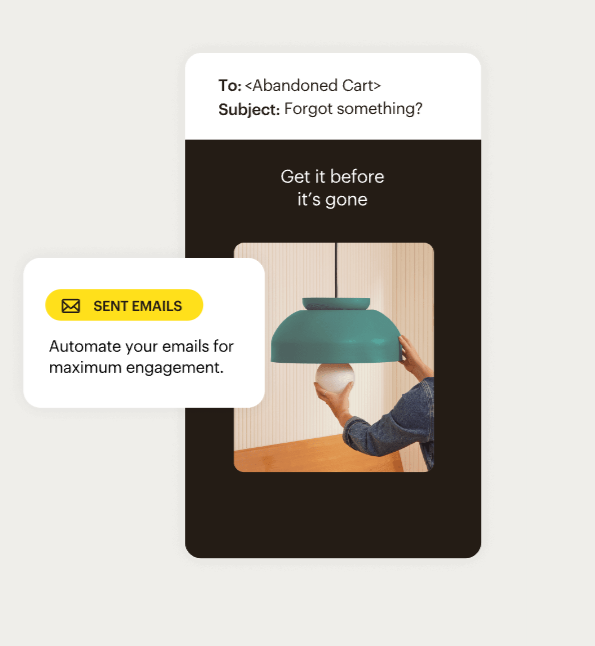 To: <Abandoned Cart>
Subject: Forgot something?
Get it before
it’s gone
SENT EMAILS
Automate your emails for
maximum engagement.